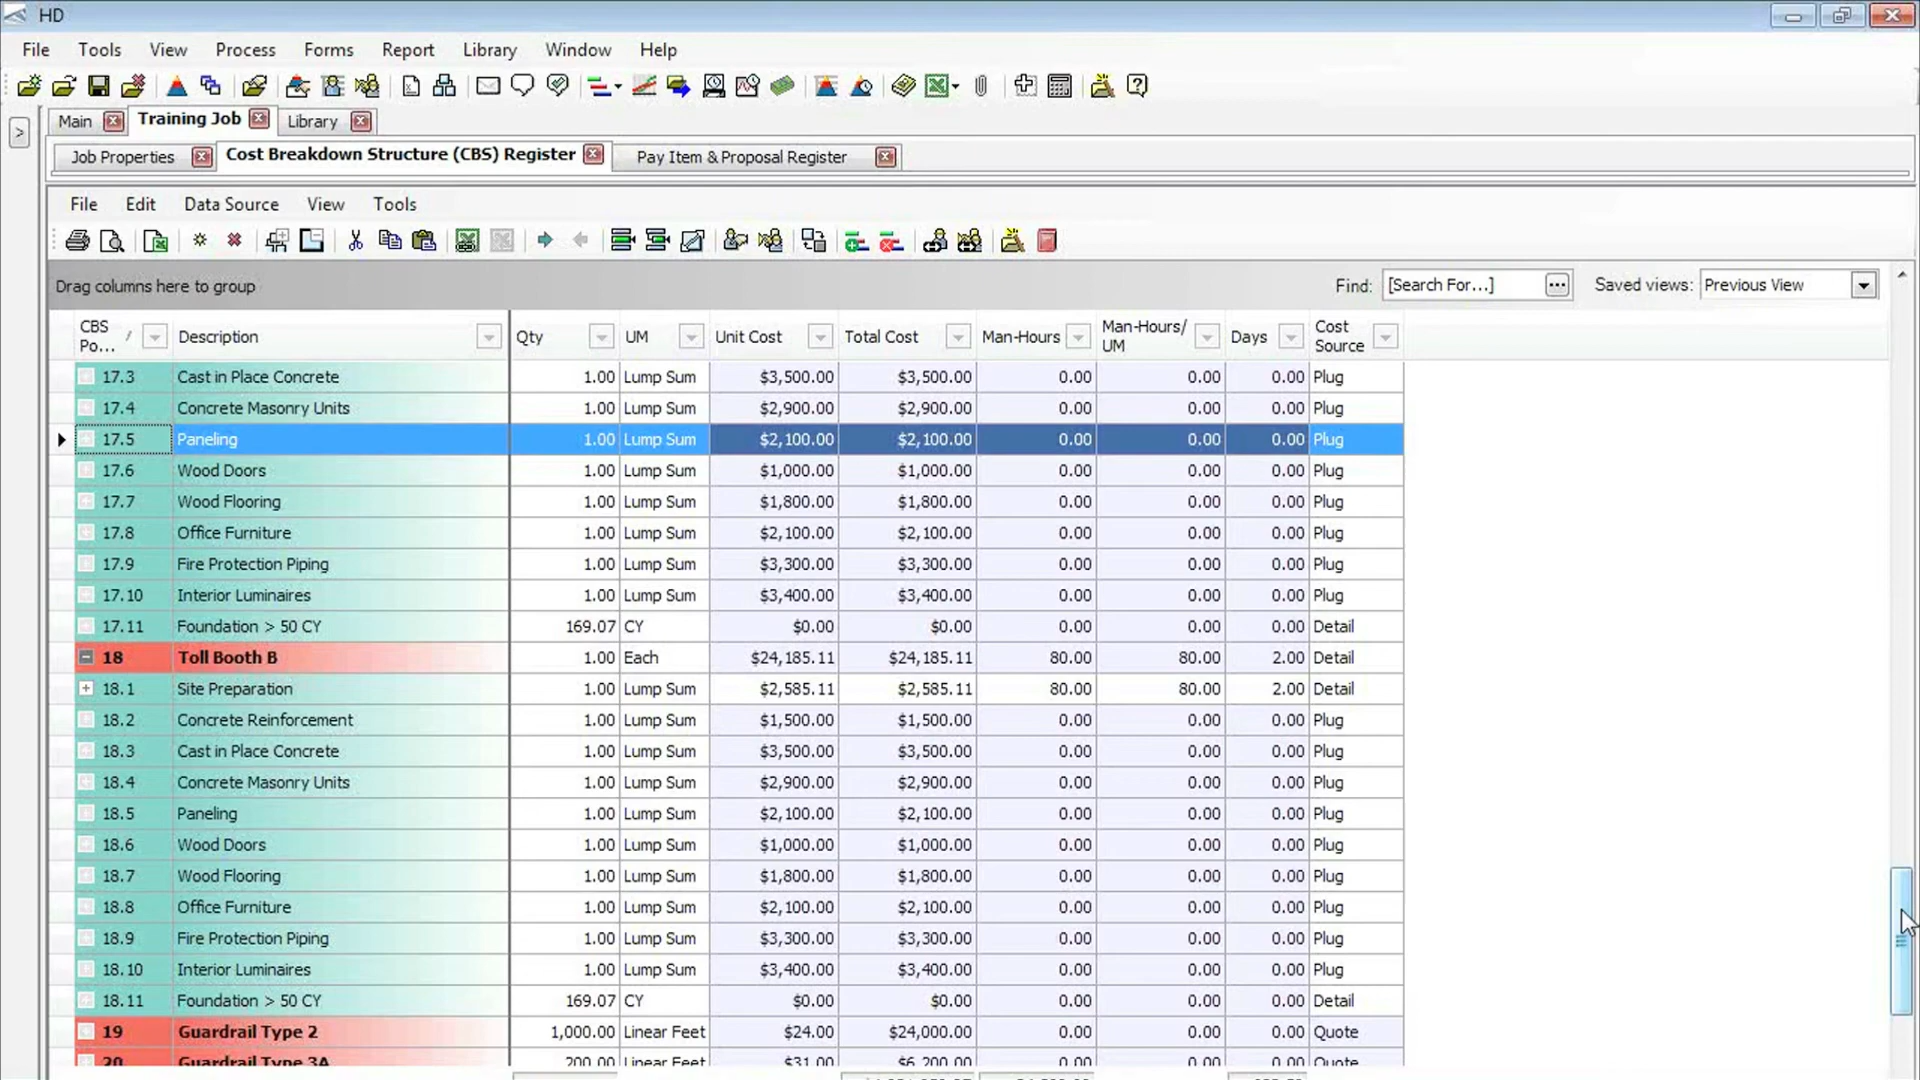 HD
File Tools View Process Forms Report Library Window Help
Main Training Job Library
>
Job Properties Cost Breakdown Structure (CBS) Register Pay Item & Proposal Register
File Edit Data Source View Tools
Drag columns here to group Find: [Search For...] Saved views: Previous View
CBS Po... Description Qty UM Unit Cost Total Cost Man-Hours Man-Hours/ UM Days Cost Source
17.3 Cast in Place Concrete 1.00 Lump Sum $3,500.00 $3,500.00 0.00 0.00 0.00 Plug
17.4 Concrete Masonry Units 1.00 Lump Sum $2,900.00 $2,900.00 0.00 0.00 0.00 Plug
17.5 Paneling 1.00 Lump Sum $2,100.00 $2,100.00 0.00 0.00 0.00 Plug
17.6 Wood Doors 1.00 Lump Sum $1,000.00 $1,000.00 0.00 0.00 0.00 Plug
17.7 Wood Flooring 1.00 Lump Sum $1,800.00 $1,800.00 0.00 0.00 0.00 Plug
17.8 Office Furniture 1.00 Lump Sum $2,100.00 $2,100.00 0.00 0.00 0.00 Plug
17.9 Fire Protection Piping 1.00 Lump Sum $3,300.00 $3,300.00 0.00 0.00 0.00 Plug
17.10 Interior Luminaires 1.00 Lump Sum $3,400.00 $3,400.00 0.00 0.00 0.00 Plug
17.11 Foundation > 50 CY 169.07 CY $0.00 $0.00 0.00 0.00 0.00 Detail
18 Toll Booth B 1.00 Each $24,185.11 $24,185.11 80.00 80.00 2.00 Detail
18.1 Site Preparation 1.00 Lump Sum $2,585.11 $2,585.11 80.00 80.00 2.00 Detail
18.2 Concrete Reinforcement 1.00 Lump Sum $1,500.00 $1,500.00 0.00 0.00 0.00 Plug
18.3 Cast in Place Concrete 1.00 Lump Sum $3,500.00 $3,500.00 0.00 0.00 0.00 Plug
18.4 Concrete Masonry Units 1.00 Lump Sum $2,900.00 $2,900.00 0.00 0.00 0.00 Plug
18.5 Paneling 1.00 Lump Sum $2,100.00 $2,100.00 0.00 0.00 0.00 Plug
18.6 Wood Doors 1.00 Lump Sum $1,000.00 $1,000.00 0.00 0.00 0.00 Plug
18.7 Wood Flooring 1.00 Lump Sum $1,800.00 $1,800.00 0.00 0.00 0.00 Plug
18.8 Office Furniture 1.00 Lump Sum $2,100.00 $2,100.00 0.00 0.00 0.00 Plug
18.9 Fire Protection Piping 1.00 Lump Sum $3,300.00 $3,300.00 0.00 0.00 0.00 Plug
18.10 Interior Luminaires 1.00 Lump Sum $3,400.00 $3,400.00 0.00 0.00 0.00 Plug
18.11 Foundation > 50 CY 169.07 CY $0.00 $0.00 0.00 0.00 0.00 Detail
19 Guardrail Type 2 1,000.00 Linear Feet $24.00 $24,000.00 0.00 0.00 0.00 Quote
20 Guardrail Type 3A 200.00 Linear Feet $31.00 $6,200.00 0.00 0.00 0.00 Quote